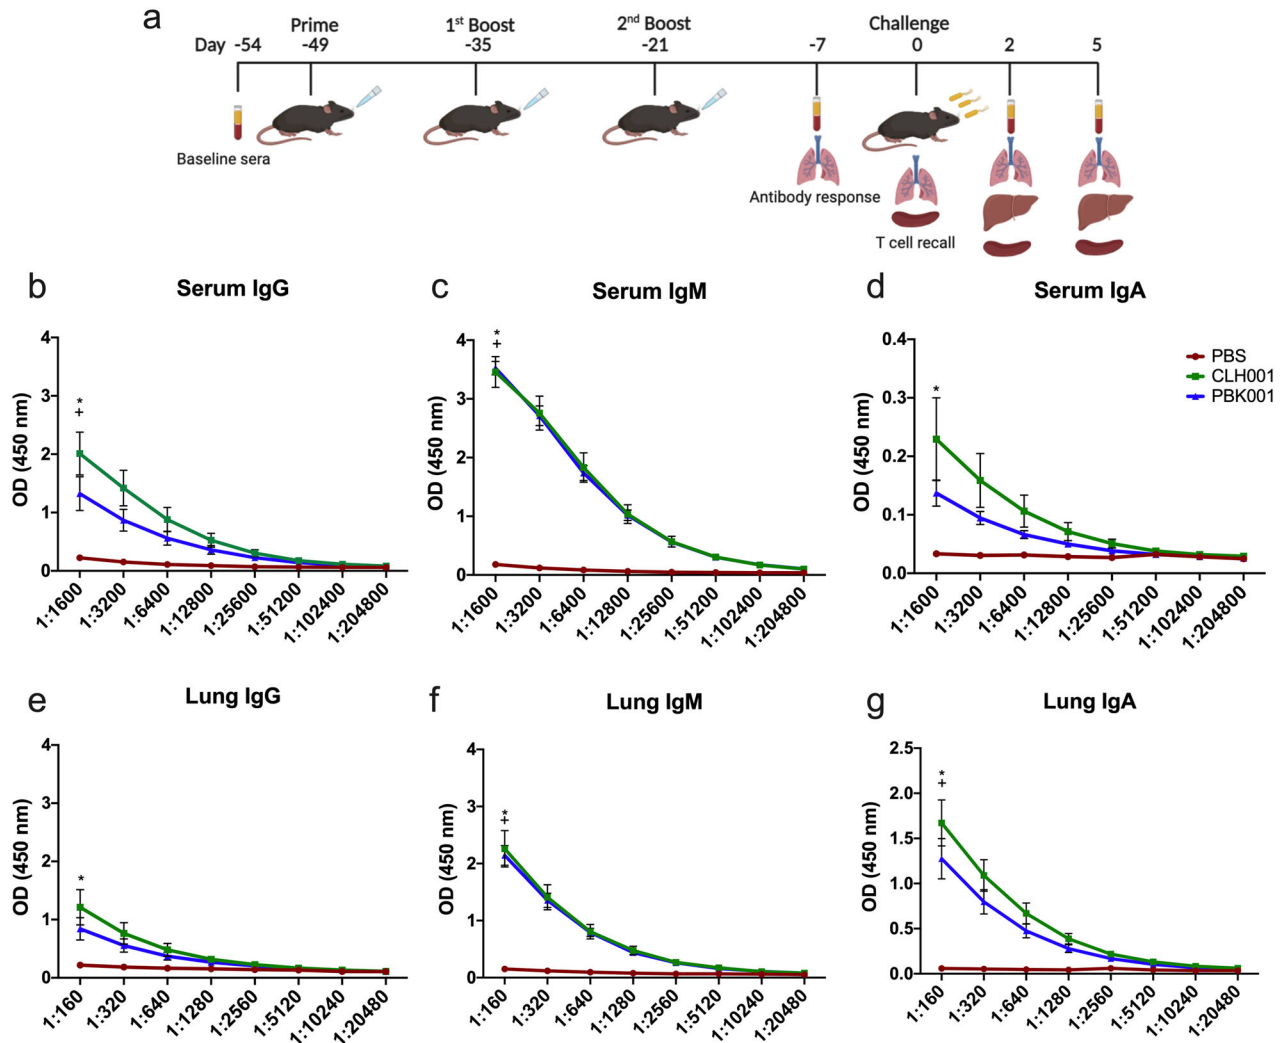 a
Prime 1st Boost 2nd Boost Challenge
Day -54 -49 -35 -21 -7 0 2 5
Baseline sera
Antibody response
T cell recall
b
Serum IgG
OD (450 nm)
4
3
2
1
0
*
+
1:1600 1:3200 1:6400 1:12800 1:25600 1:51200 1:102400 1:204800
c
Serum IgM
OD (450 nm)
4
3
2
1
0
*
+
1:1600 1:3200 1:6400 1:12800 1:25600 1:51200 1:102400 1:204800
d
Serum IgA
OD (450 nm)
0.4
0.3
0.2
0.1
0.0
*
1:1600 1:3200 1:6400 1:12800 1:25600 1:51200 1:102400 1:204800
PBS
CLH001
PBK001
e
Lung IgG
OD (450 nm)
4
3
2
1
0
*
1:160 1:320 1:640 1:1280 1:2560 1:5120 1:10240 1:20480
f
Lung IgM
OD (450 nm)
4
3
2
1
0
*
+
1:160 1:320 1:640 1:1280 1:2560 1:5120 1:10240 1:20480
g
Lung IgA
OD (450 nm)
2.5
2.0
1.5
1.0
0.5
0.0
*
+
1:160 1:320 1:640 1:1280 1:2560 1:5120 1:10240 1:20480